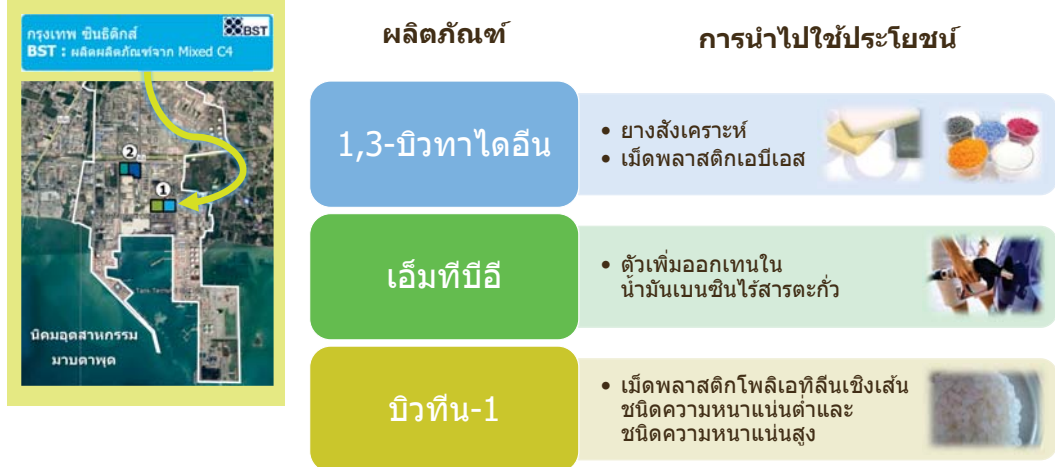 กรุงเทพ ซินธิติกส์
BST
BST : ผลิตผลิตภัณฑ์จาก Mixed C4
2
1
นิคมอุตสาหกรรม
มาบตาพุด
ผลิตภัณฑ์
การนำไปใช้ประโยชน์
1,3-บิวทาไดอีน
• ยางสังเคราะห์
• เม็ดพลาสติกเอบีเอส
เอ็มทีบีอี
• ตัวเพิ่มออกเทนใน
น้ำมันเบนซินไร้สารตะกั่ว
บิวทีน-1
• เม็ดพลาสติกโพลิเอทิลีนเชิงเส้น
ชนิดความหนาแน่นต่ำและ
ชนิดความหนาแน่นสูง